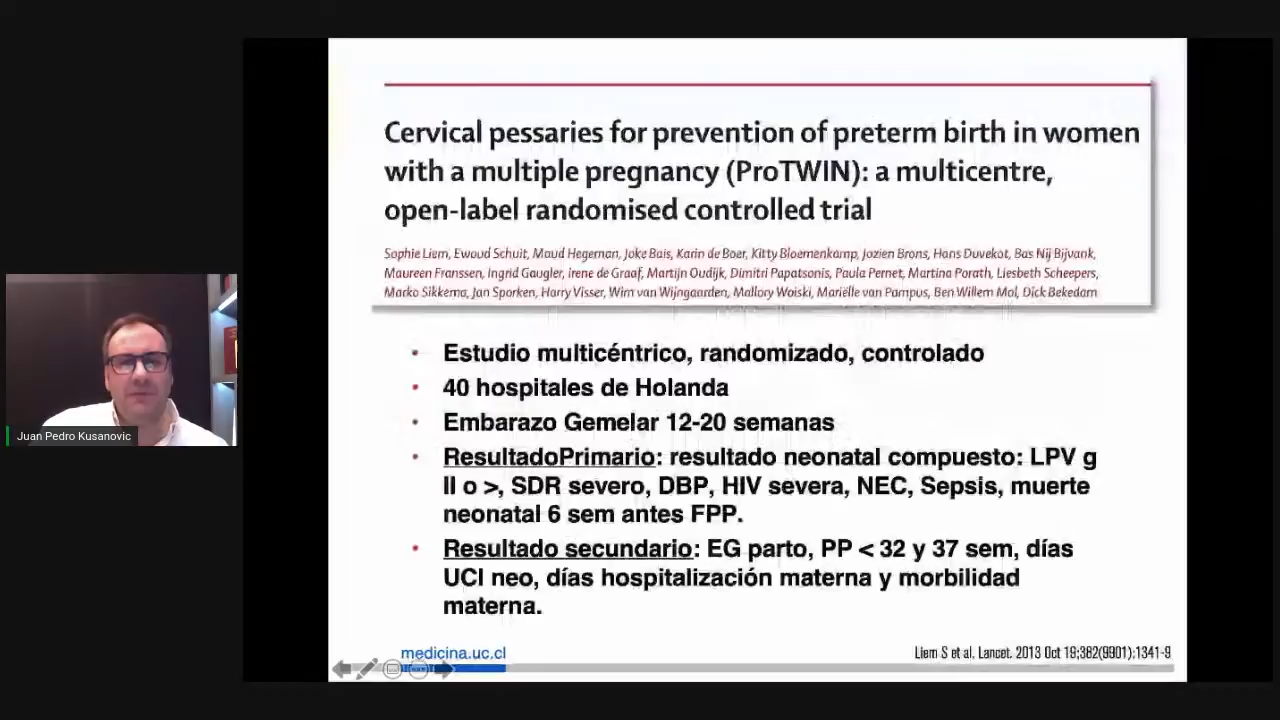 Cervical pessaries for prevention of preterm birth in women
with a multiple pregnancy (ProTWIN): a multicentre,
open-label randomised controlled trial
Sophie Liem, Ewoud Schuit, Maud Hegeman, Joke Bais, Karin de Boer, Kitty Bloemenkamp, Jozien Brons, Hans Duvekot, Bas Nij Bijvank,
Maureen Franssen, Ingrid Gaugler, Irene de Graaf, Martijn Oudijk, Dimitri Papatsonis, Paula Pernet, Martina Porath, Liesbeth Scheepers,
Marko Sikkema, Jan Sporken, Harry Visser, Wim van Wijngaarden, Mallory Woiski, Mariëlle van Pampus, Ben Willem Mol, Dick Bekedam
• Estudio multicéntrico, randomizado, controlado
• 40 hospitales de Holanda
• Embarazo Gemelar 12-20 semanas
• ResultadoPrimario: resultado neonatal compuesto: LPV g
II o >, SDR severo, DBP, HIV severa, NEC, Sepsis, muerte
neonatal 6 sem antes FPP.
• Resultado secundario: EG parto, PP < 32 y 37 sem, días
UCI neo, días hospitalización materna y morbilidad
materna.
Juan Pedro Kusanovic
medicina.uc.cl
Liem S et al. Lancet. 2013 Oct 19;382(9901):1341-9